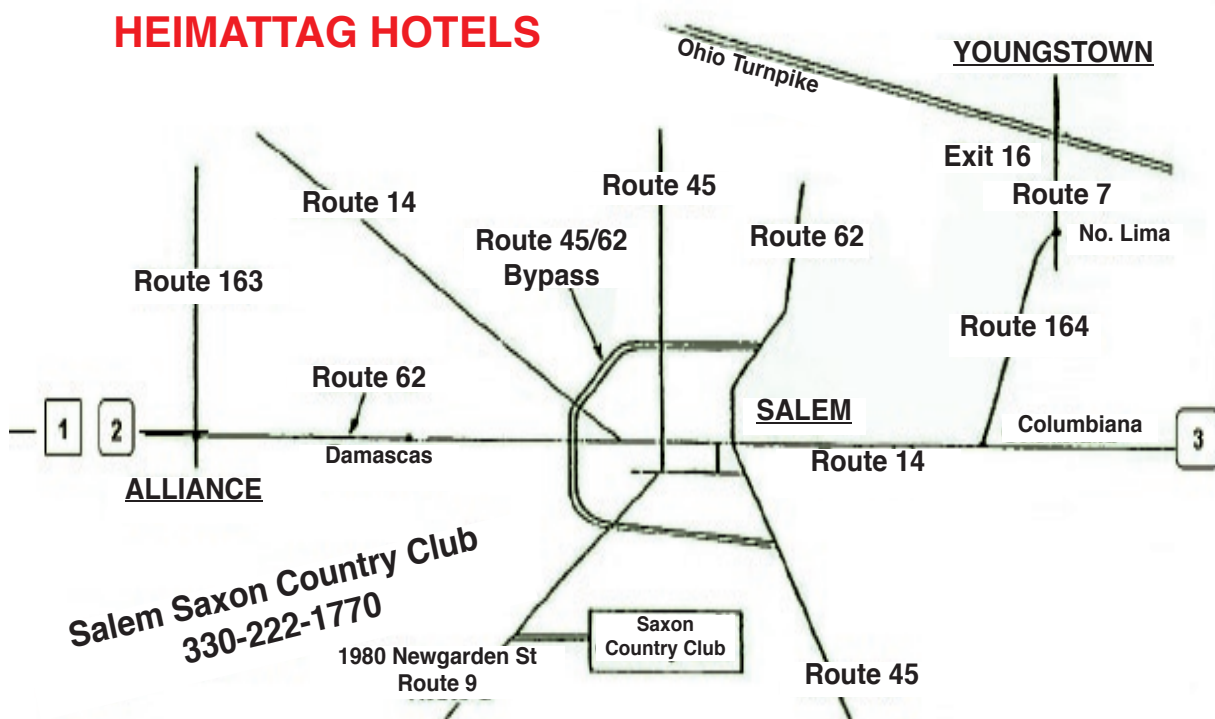 HEIMATTAG HOTELS
Ohio Turnpike
YOUNGSTOWN
Exit 16
Route 7
No. Lima
Route 45
Route 14
Route 62
Route 45/62
Bypass
Route 163
Route 164
Route 62
1
2
SALEM
Columbiana
3
Damascas
Route 14
ALLIANCE
Salem Saxon Country Club
330-222-1770
Saxon
Country Club
1980 Newgarden St
Route 9
Route 45